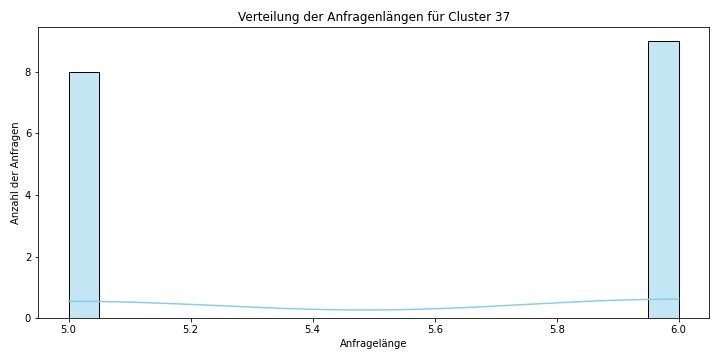 Verteilung der Anfragenlängen für Cluster 37
Anzahl der Anfragen
8
6
4
2
0
5.0 5.2 5.4 5.6 5.8 6.0
Anfragelänge